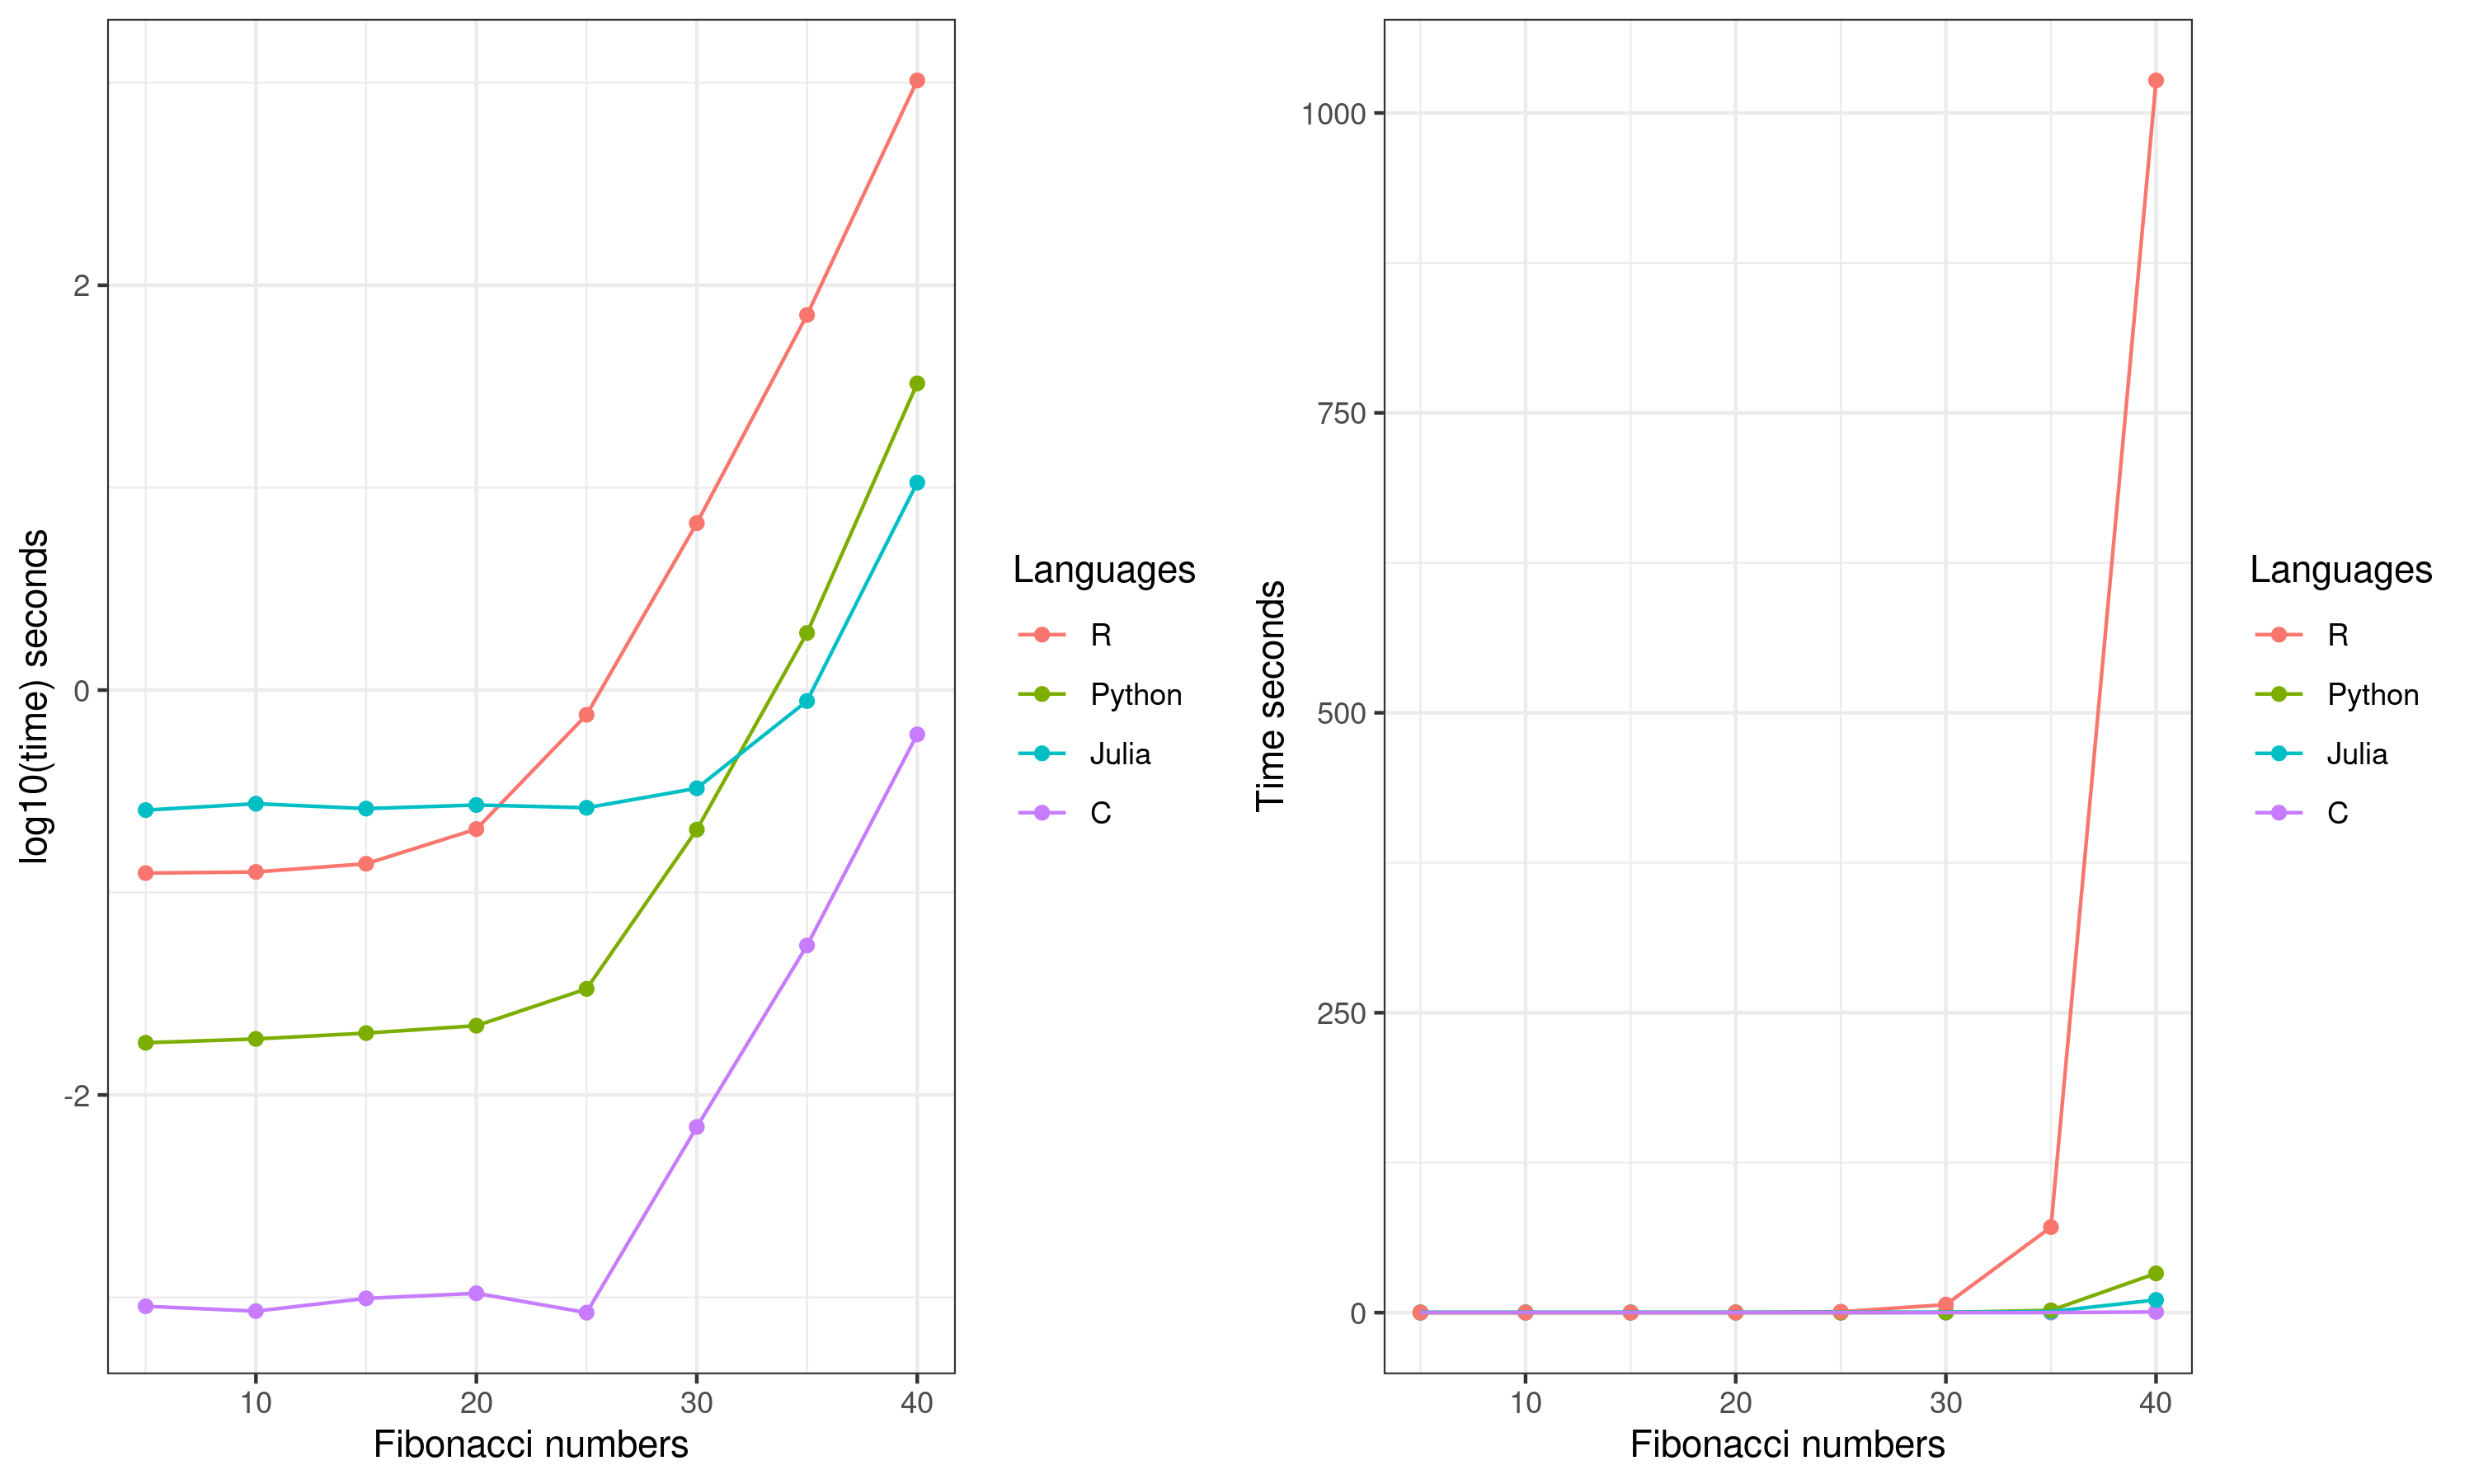 log10(time) seconds
2
0
-2
10
20
30
40
Fibonacci numbers
Languages
R
Python
Julia
C
Time seconds
1000
750
500
250
0
10
20
30
40
Fibonacci numbers
Languages
R
Python
Julia
C